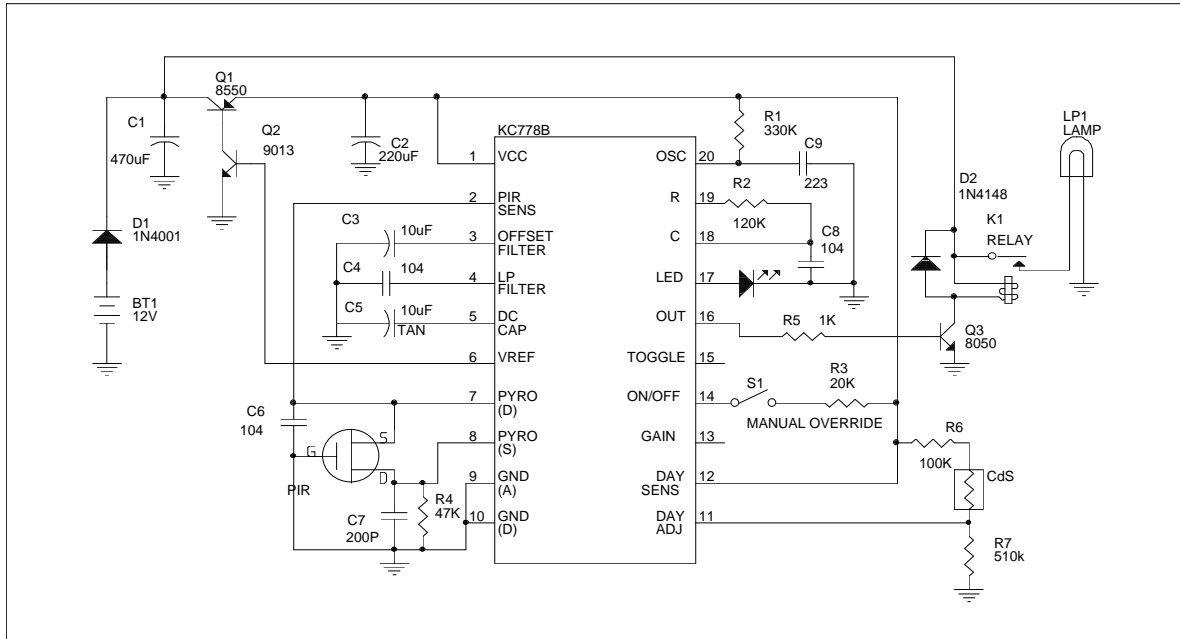 Q1
8550
Q2
9013
C1
470uF
C2
220uF
D1
1N4001
BT1
12V
KC778B
1 VCC
2 PIR
SENS
3 OFFSET
FILTER
4 LP
FILTER
5 DC
CAP
6 VREF
7 PYRO
(D)
8 PYRO
(S)
9 GND
(A)
10 GND
(D)
OSC 20
R 19
C 18
LED 17
OUT 16
TOGGLE 15
ON/OFF 14
GAIN 13
DAY 12
SENS
DAY 11
ADJ
C3
10uF
C4
104
C5
10uF
TAN
C6
104
G
S
D
PIR
C7
200P
R4
47K
R1
330K
C9
223
R2
120K
C8
104
R5 1K
S1
R3
20K
MANUAL OVERRIDE
R6
100K
CdS
R7
510k
D2
1N4148
K1
RELAY
Q3
8050
LP1
LAMP